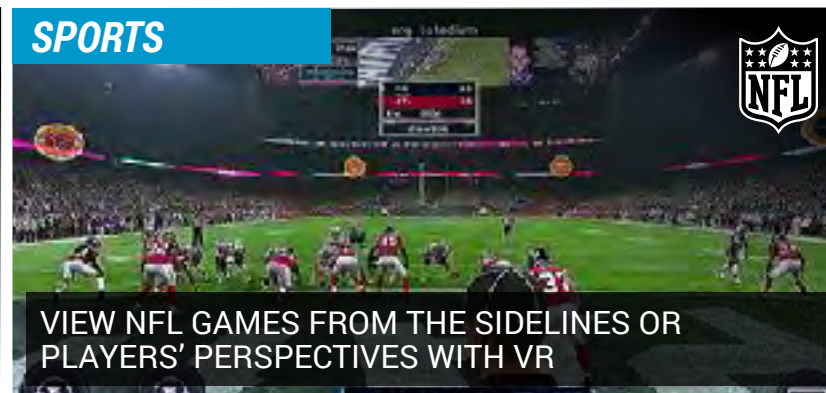 SPORTS
NFL
VIEW NFL GAMES FROM THE SIDELINES OR
PLAYERS' PERSPECTIVES WITH VR